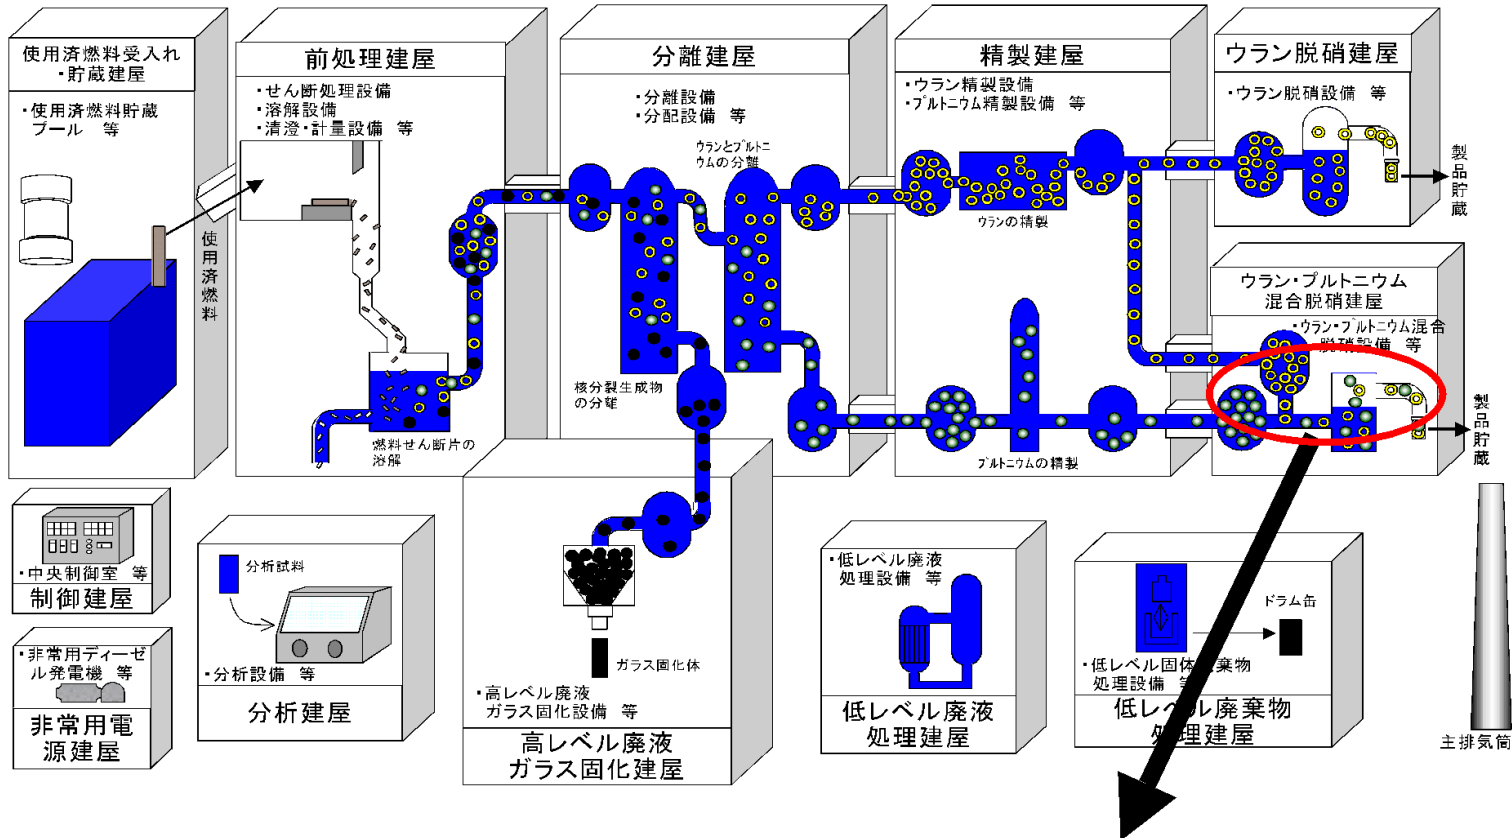 使用済燃料受入れ
・貯蔵建屋
・使用済燃料貯蔵
プール 等
使用済燃料
前処理建屋
・せん断処理設備
・溶解設備
・清澄・計量設備 等
燃料せん断片の
溶解
分離建屋
・分離設備
・分配設備 等
ウランとプルトニ
ウムの分離
核分裂生成物
の分離
精製建屋
・ウラン精製設備
・プルトニウム精製設備 等
ウランの精製
プルトニウムの精製
ウラン脱硝建屋
・ウラン脱硝設備 等
製品貯蔵
ウラン・プルトニウム
混合脱硝建屋
・ウラン・プルトニウム混合
脱硝設備 等
製品貯蔵
・中央制御室 等
制御建屋
・非常用ディーゼ
ル発電機 等
非常用電
源建屋
分析試料
・分析設備 等
分析建屋
ガラス固化体
・高レベル廃液
ガラス固化設備 等
高レベル廃液
ガラス固化建屋
・低レベル廃液
処理設備 等
低レベル廃液
処理建屋
ドラム缶
・低レベル固体廃棄物
処理設備 等
低レベル廃棄物
処理建屋
主排気筒